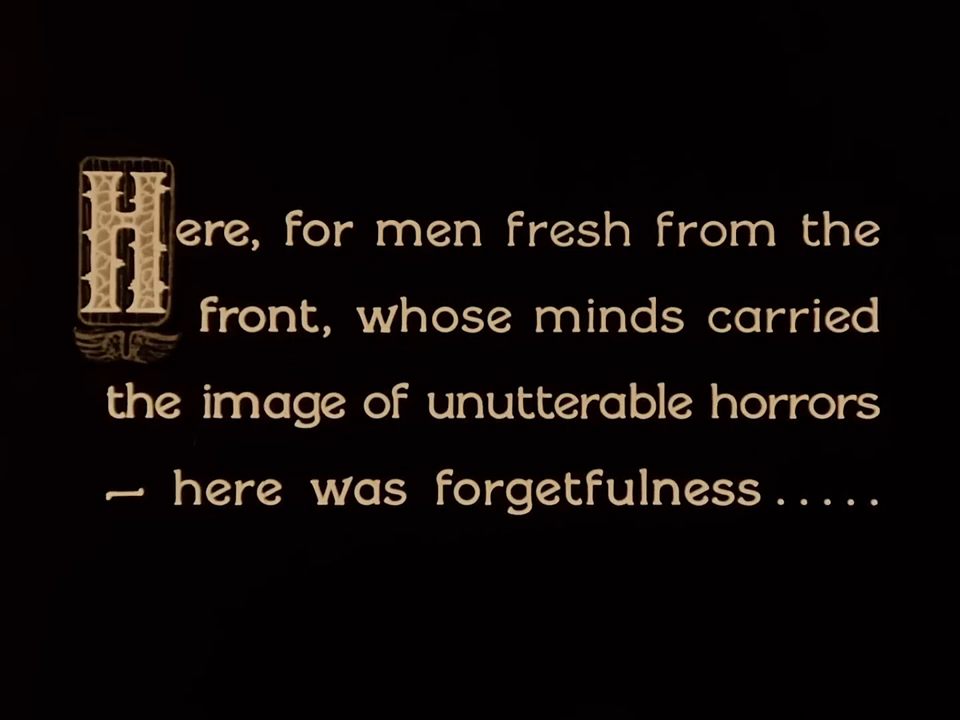 Here, for men fresh from the
front, whose minds carried
the image of unutterable horrors
— here was forgetfulness.....